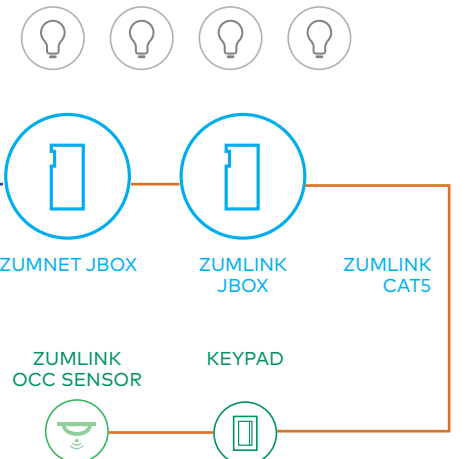 ZUMNET JBOX
ZUMLINK
JBOX
ZUMLINK
CAT5
ZUMLINK
OCC SENSOR
KEYPAD